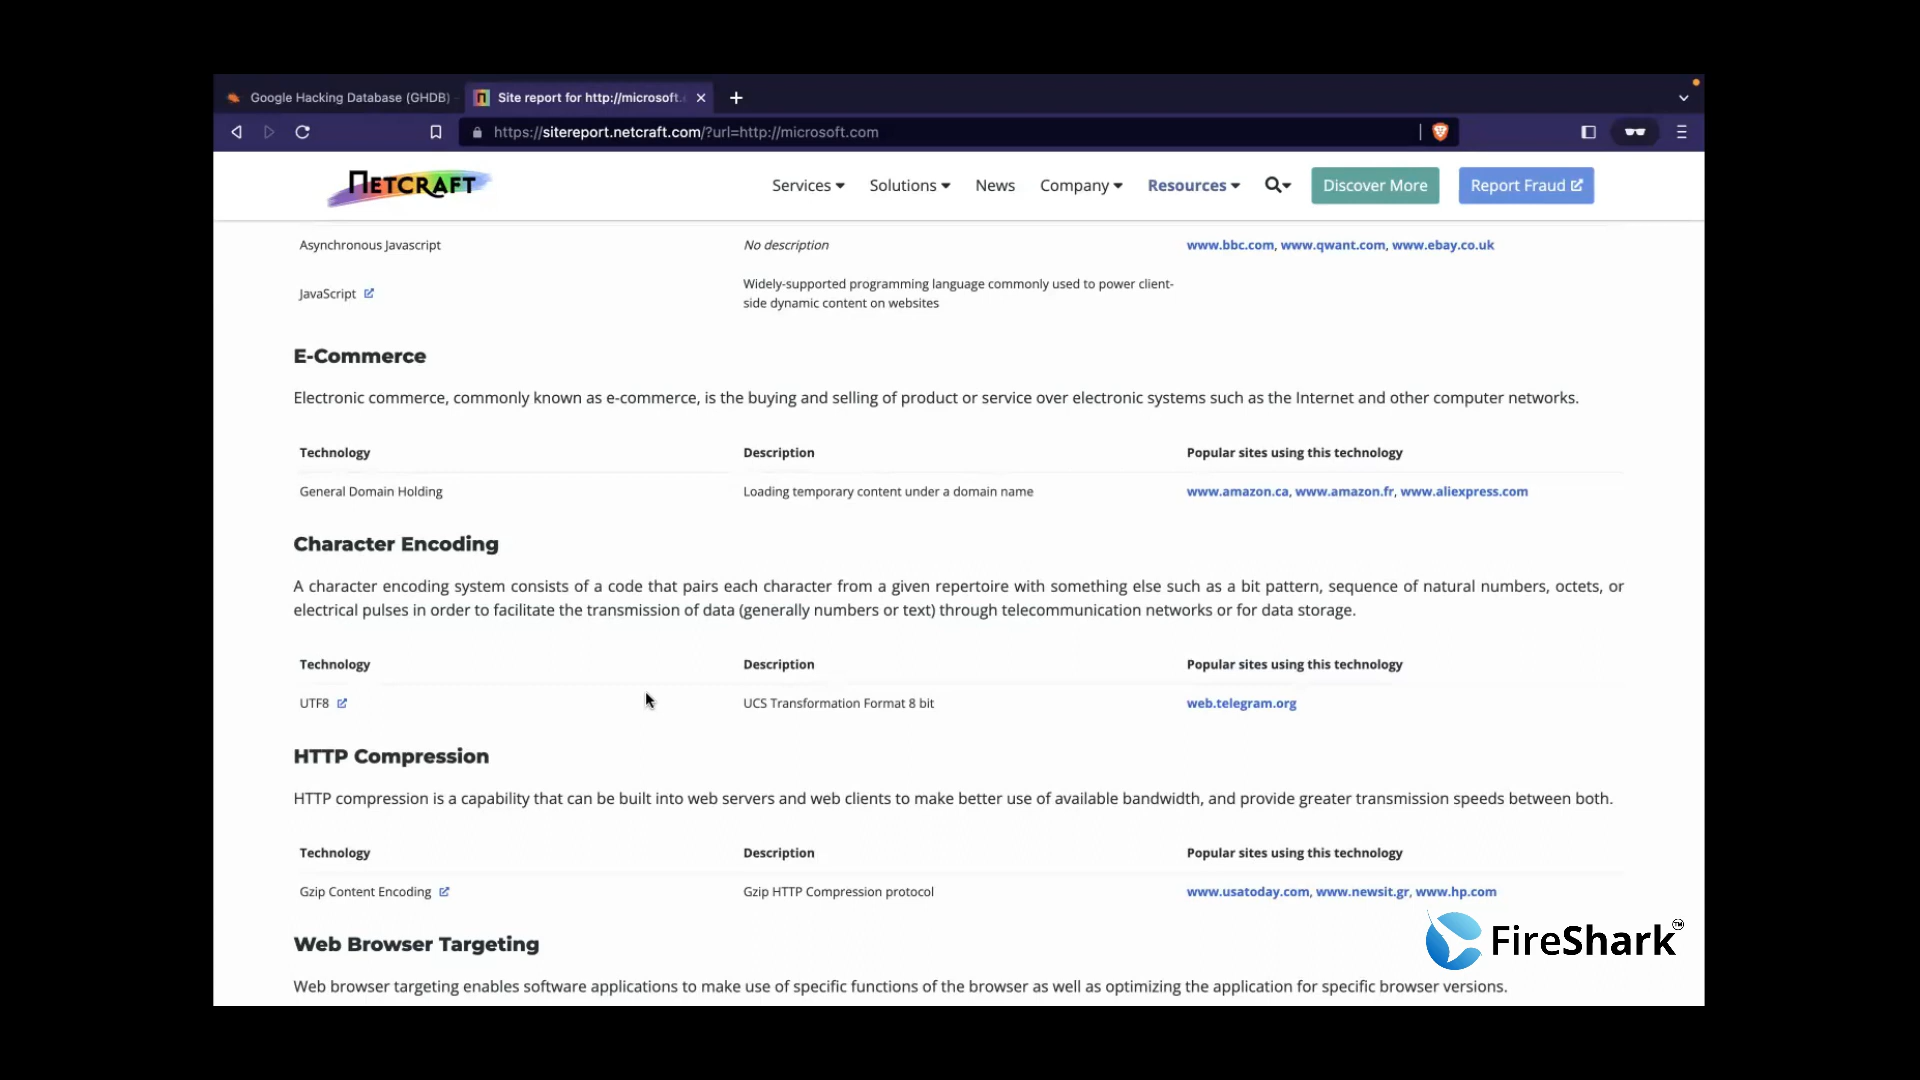 Google Hacking Database (GHDB)
Site report for http://microsoft.
https://sitereport.netcraft.com/?url=http://microsoft.com
NETCRAFT
Services
Solutions
News
Company
Resources
Discover More
Report Fraud
Asynchronous Javascript
No description
www.bbc.com, www.qwant.com, www.ebay.co.uk
JavaScript
Widely-supported programming language commonly used to power client-
side dynamic content on websites
E-Commerce
Electronic commerce, commonly known as e-commerce, is the buying and selling of product or service over electronic systems such as the Internet and other computer networks.
Technology
Description
Popular sites using this technology
General Domain Holding
Loading temporary content under a domain name
www.amazon.ca, www.amazon.fr, www.aliexpress.com
Character Encoding
A character encoding system consists of a code that pairs each character from a given repertoire with something else such as a bit pattern, sequence of natural numbers, octets, or
electrical pulses in order to facilitate the transmission of data (generally numbers or text) through telecommunication networks or for data storage.
Technology
Description
Popular sites using this technology
UTF8
UCS Transformation Format 8 bit
web.telegram.org
HTTP Compression
HTTP compression is a capability that can be built into web servers and web clients to make better use of available bandwidth, and provide greater transmission speeds between both.
Technology
Description
Popular sites using this technology
Gzip Content Encoding
Gzip HTTP Compression protocol
www.usatoday.com, www.newsit.gr, www.hp.com
Web Browser Targeting
FireShark™
Web browser targeting enables software applications to make use of specific functions of the browser as well as optimizing the application for specific browser versions.